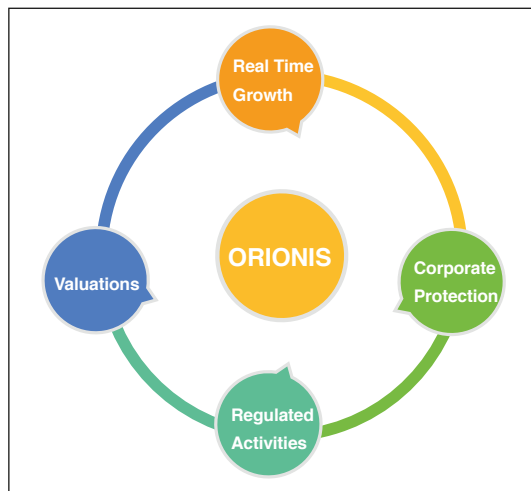 Real Time
Growth
ORIONIS
Valuations
Corporate
Protection
Regulated
Activities